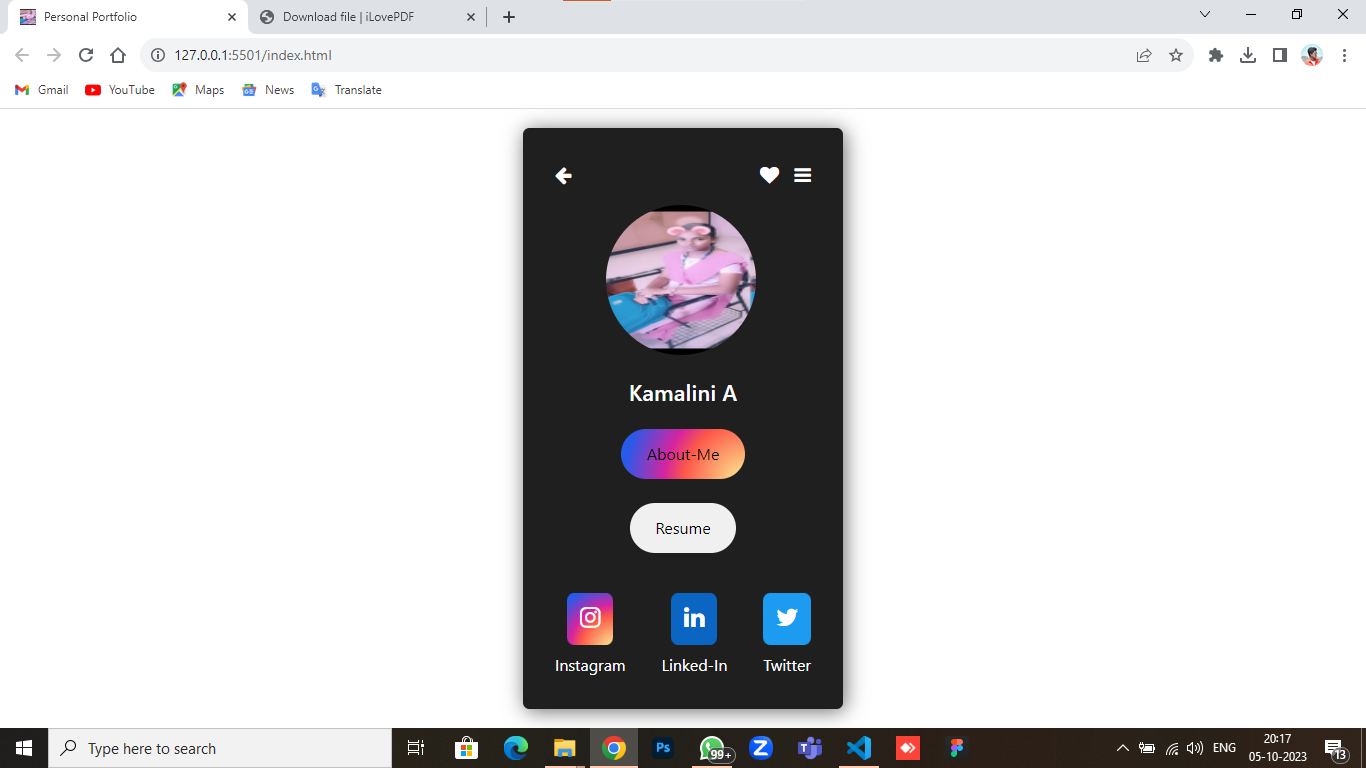 Personal Portfolio
Download file | iLovePDF
127.0.0.1:5501/index.html
Gmail YouTube Maps News Translate
Kamalini A
About-Me
Resume
Instagram Linked-In Twitter
Type here to search
Ps
99+
Z
ENG
20:17
05-10-2023
13